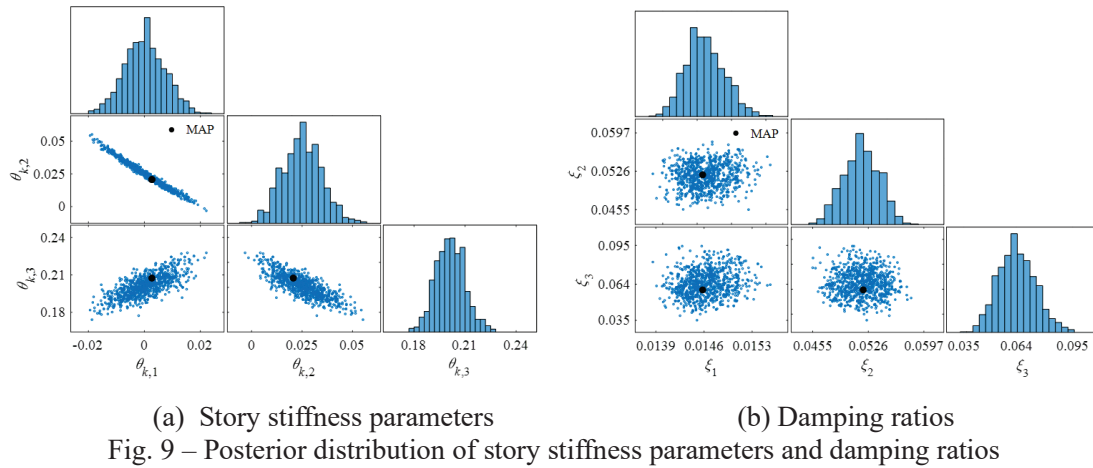 MAP
θk,2
0.05
0.025
0
θk,3
0.24
0.21
0.18
-0.02 0 0.02
0 0.025 0.05
0.18 0.21 0.24
θk,1
θk,2
θk,3
MAP
ξ2
0.0597
0.0526
0.0455
ξ3
0.095
0.064
0.035
0.0139 0.0146 0.0153
0.0455 0.0526 0.0597
0.035 0.064 0.095
ξ1
ξ2
ξ3
(a) Story stiffness parameters
(b) Damping ratios
Fig. 9 – Posterior distribution of story stiffness parameters and damping ratios